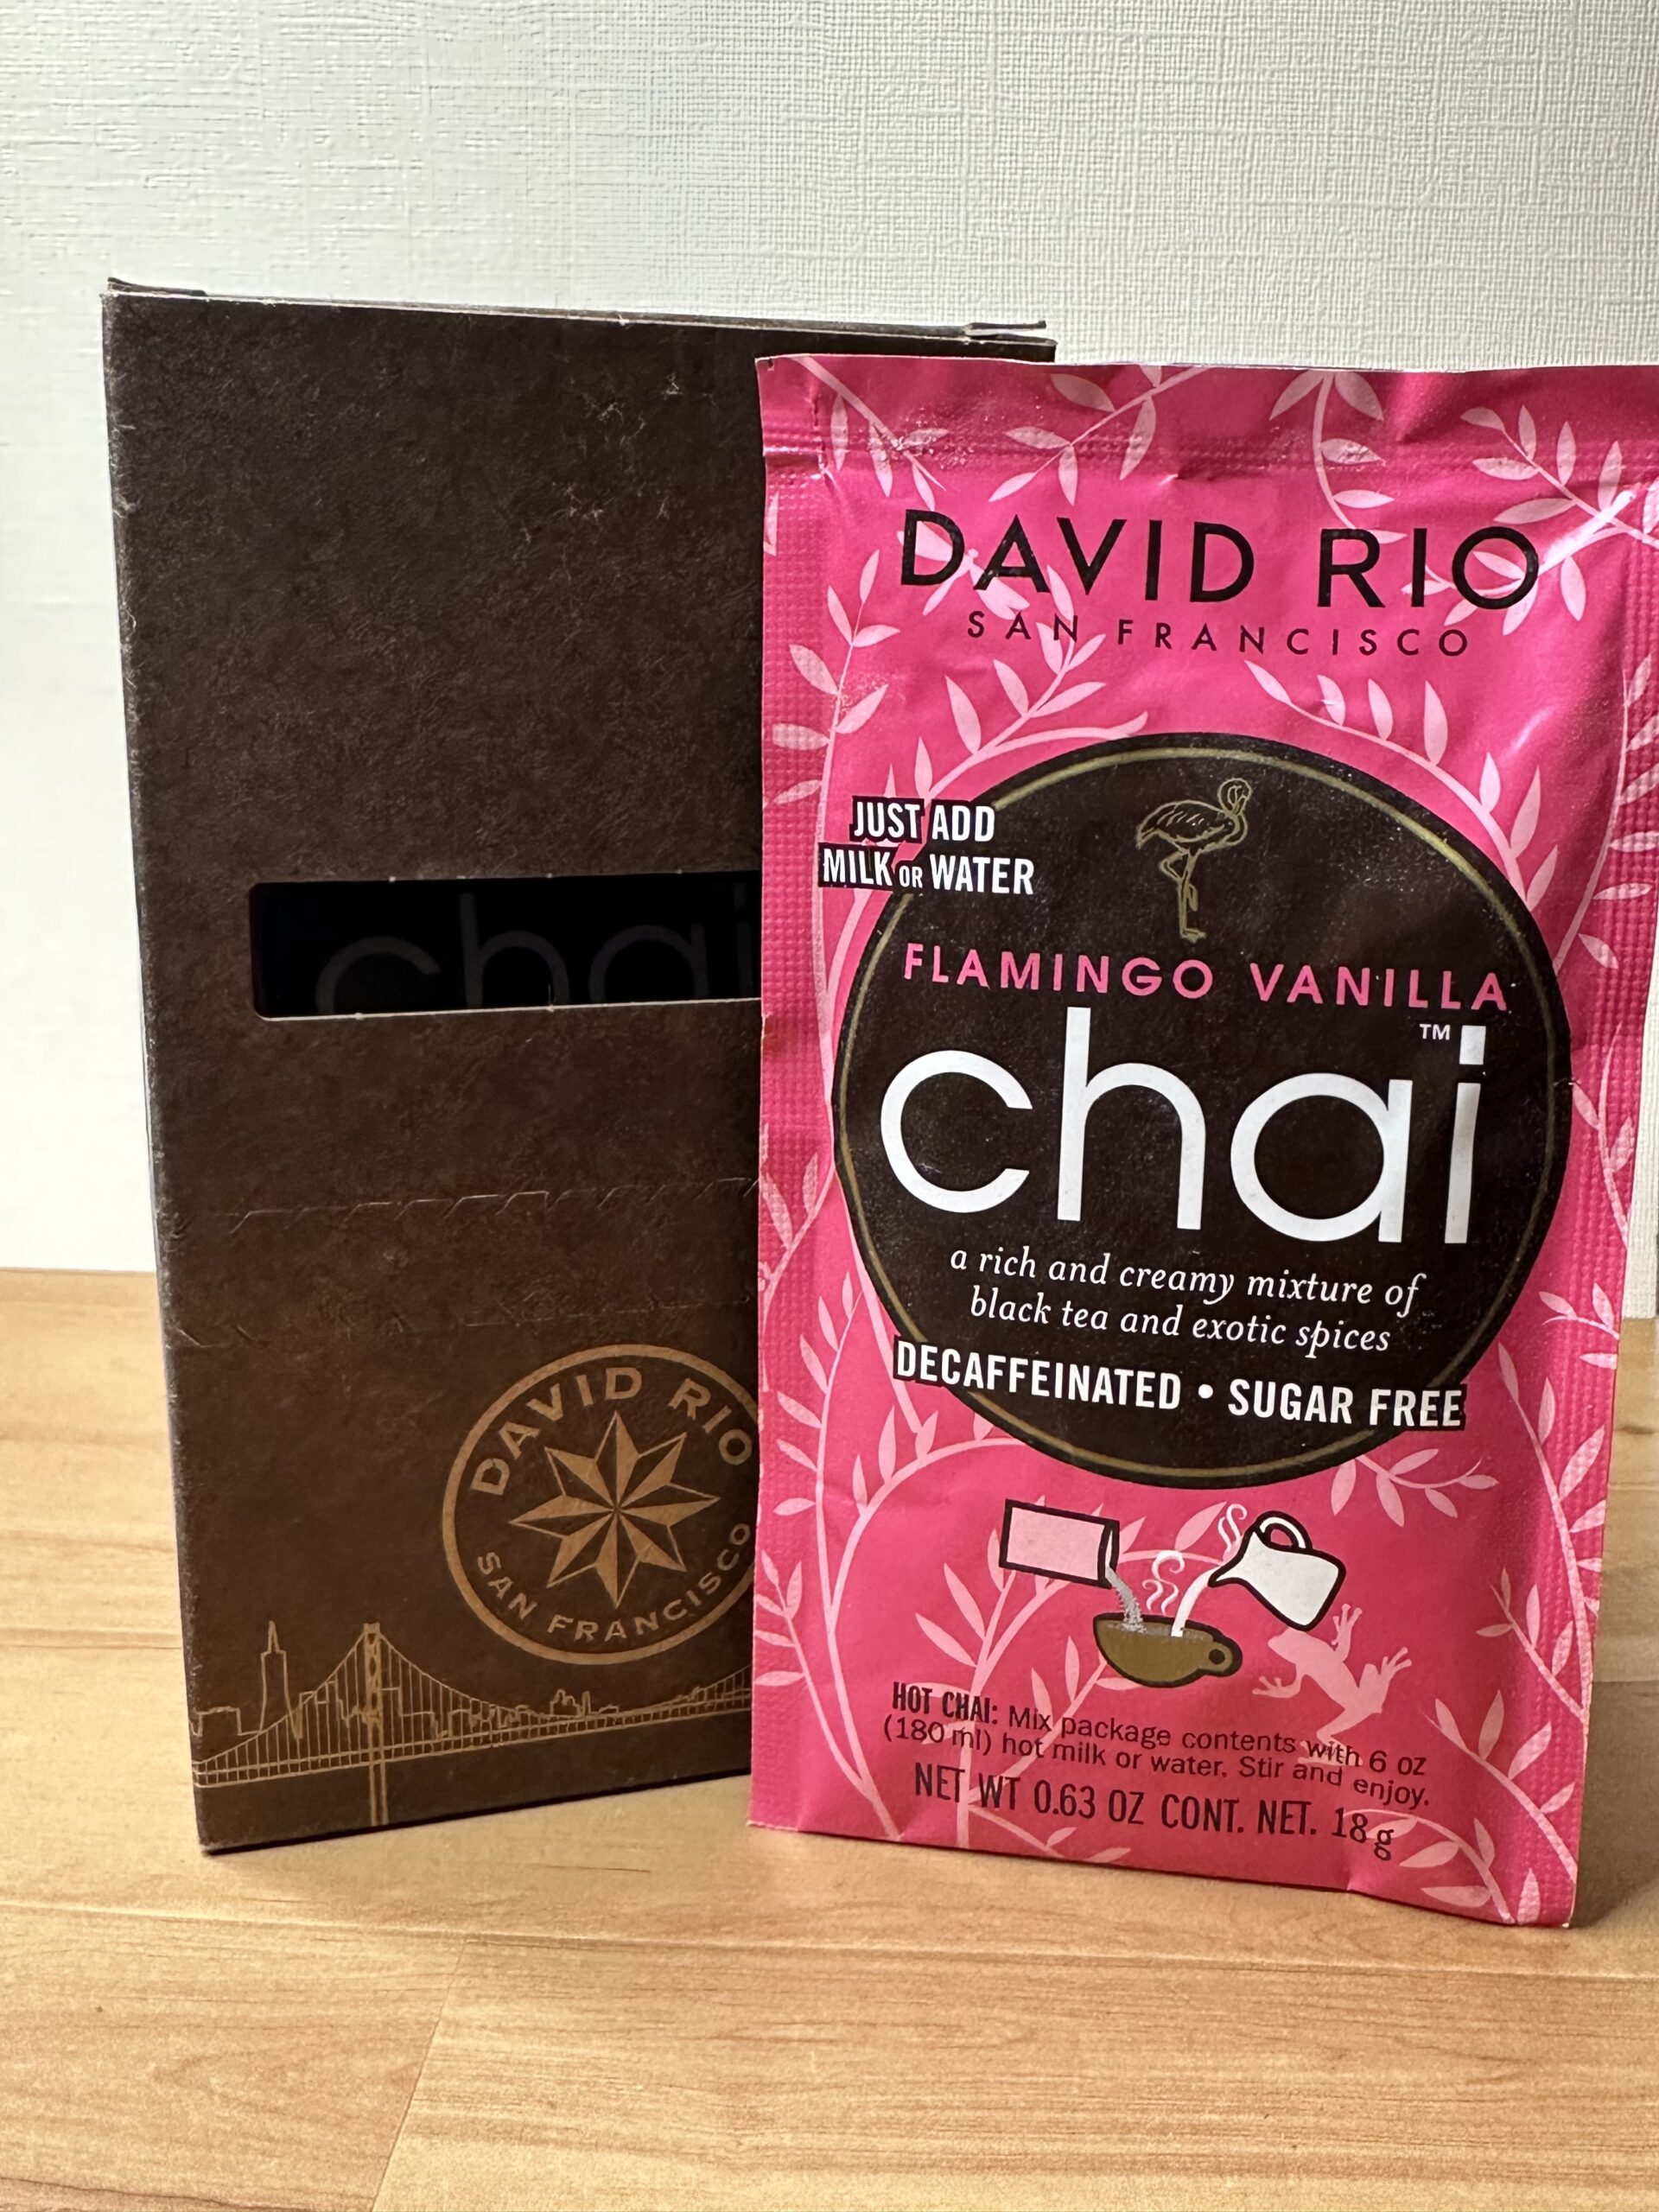 chai
DAVID RIO
SAN FRANCISCO
DAVID RIO
SAN FRANCISCO
JUST ADD
MILK OR WATER
FLAMINGO VANILLA
chai™
a rich and creamy mixture of
black tea and exotic spices
DECAFFEINATED • SUGAR FREE
HOT CHAI: Mix package contents with 6 oz
(180 ml) hot milk or water. Stir and enjoy.
NET WT 0.63 OZ CONT. NET. 18 g